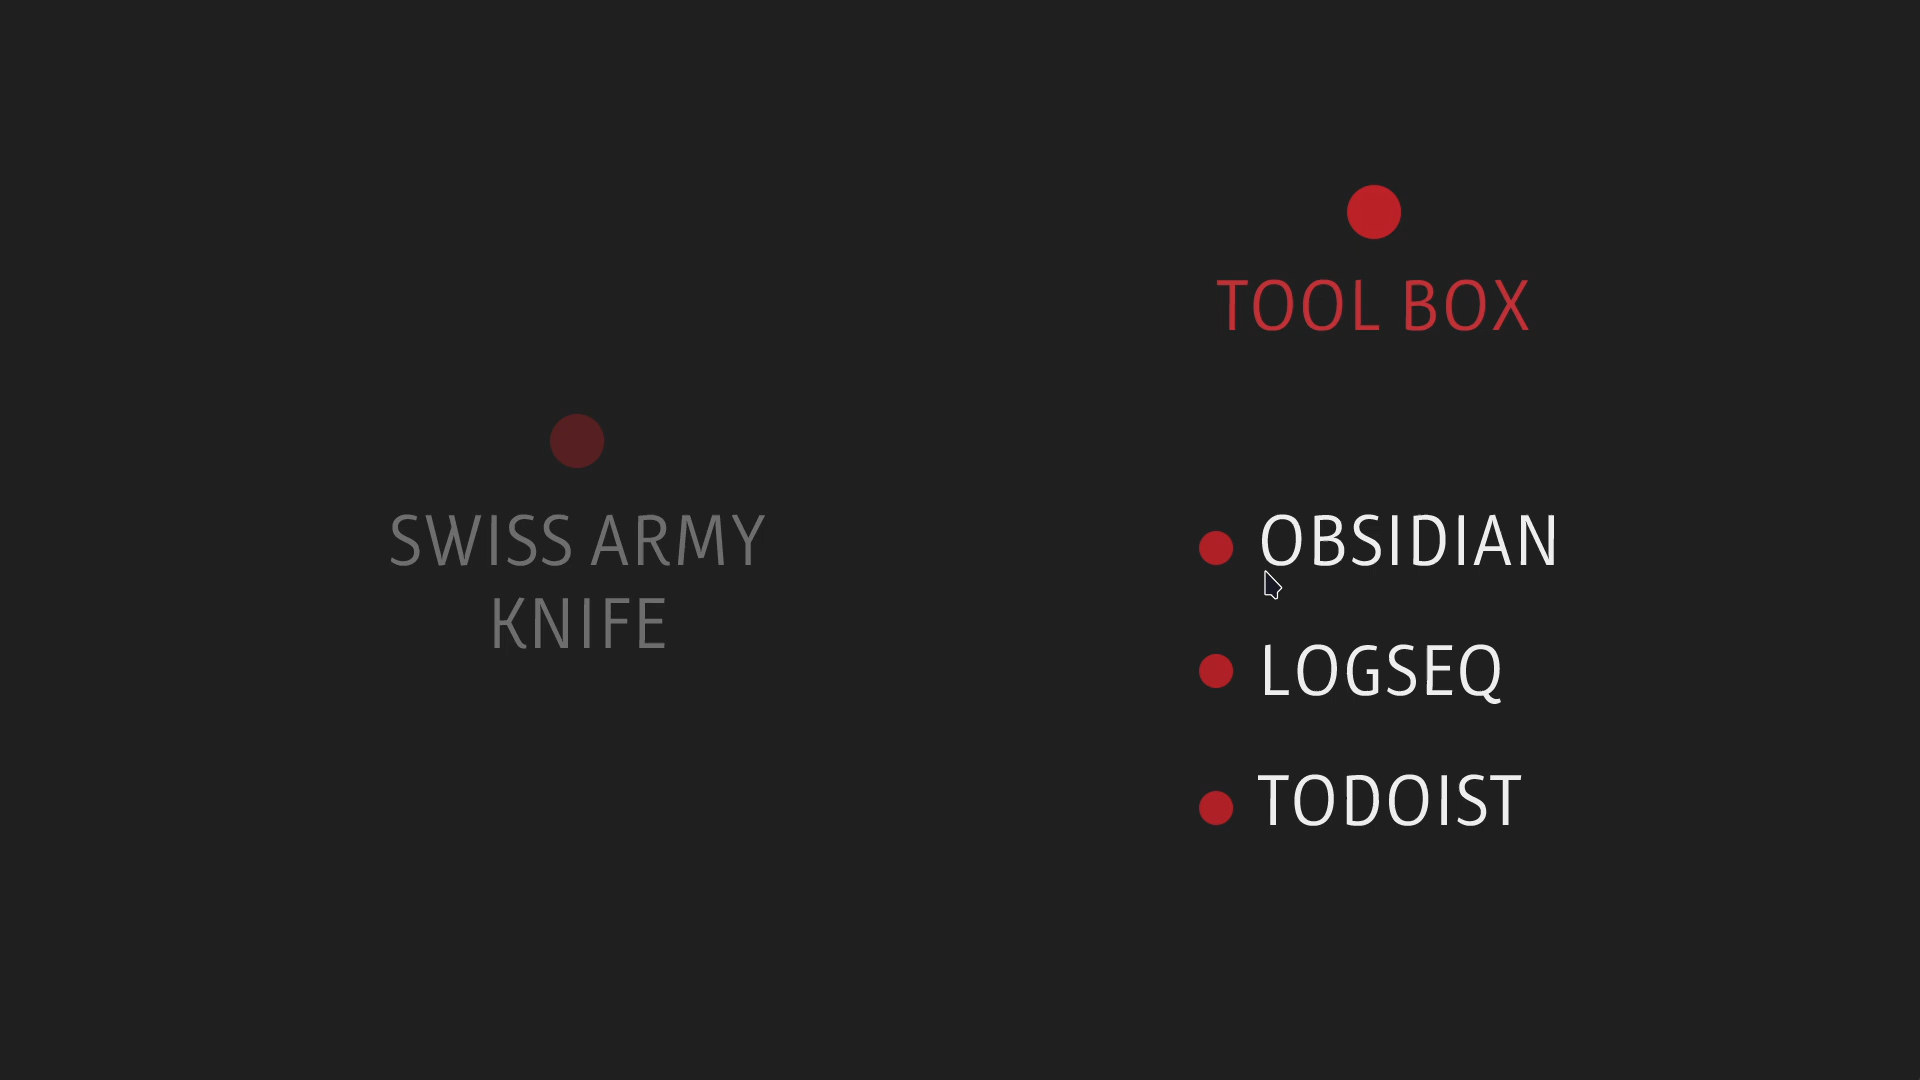 SWISS ARMY
KNIFE
TOOL BOX
OBSIDIAN
LOGSEQ
TODOIST